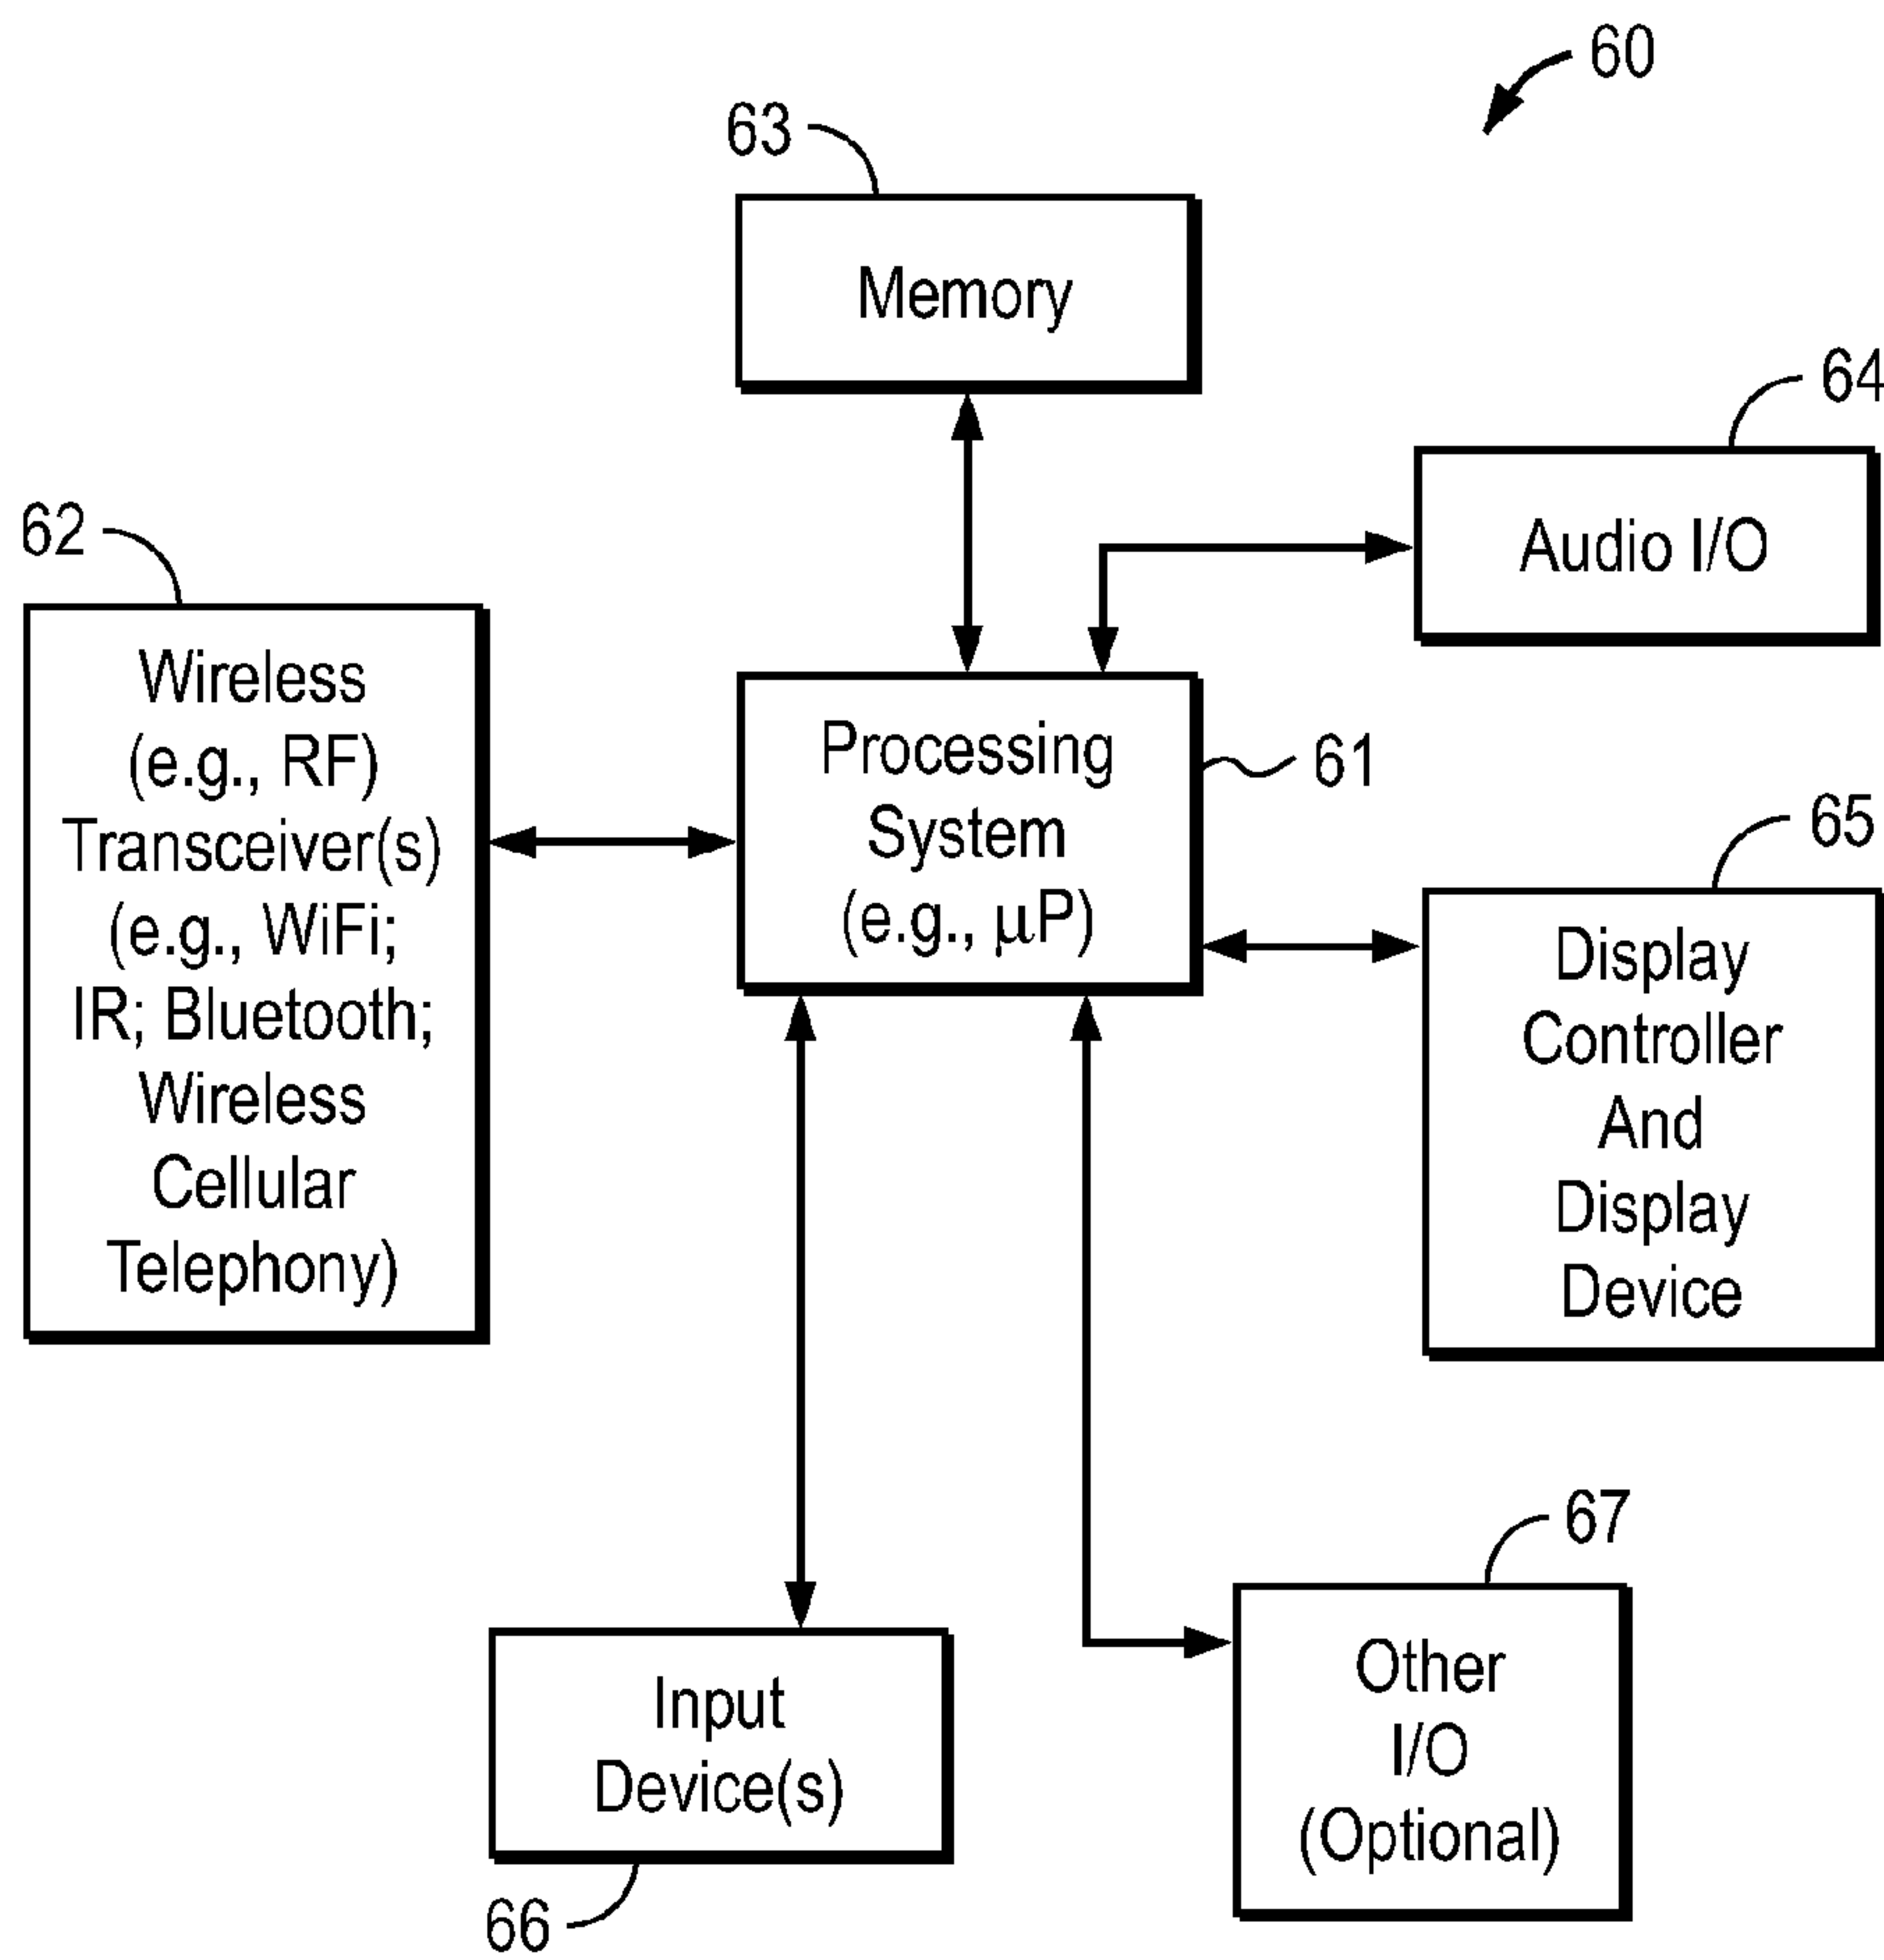 60
63
Memory
64
Audio I/O
62
Wireless
(e.g., RF)
Transceiver(s)
(e.g., WiFi;
IR; Bluetooth;
Wireless
Cellular
Telephony)
Processing
System
(e.g., µP)
61
65
Display
Controller
And
Display
Device
67
Other
I/O
(Optional)
Input
Device(s)
66